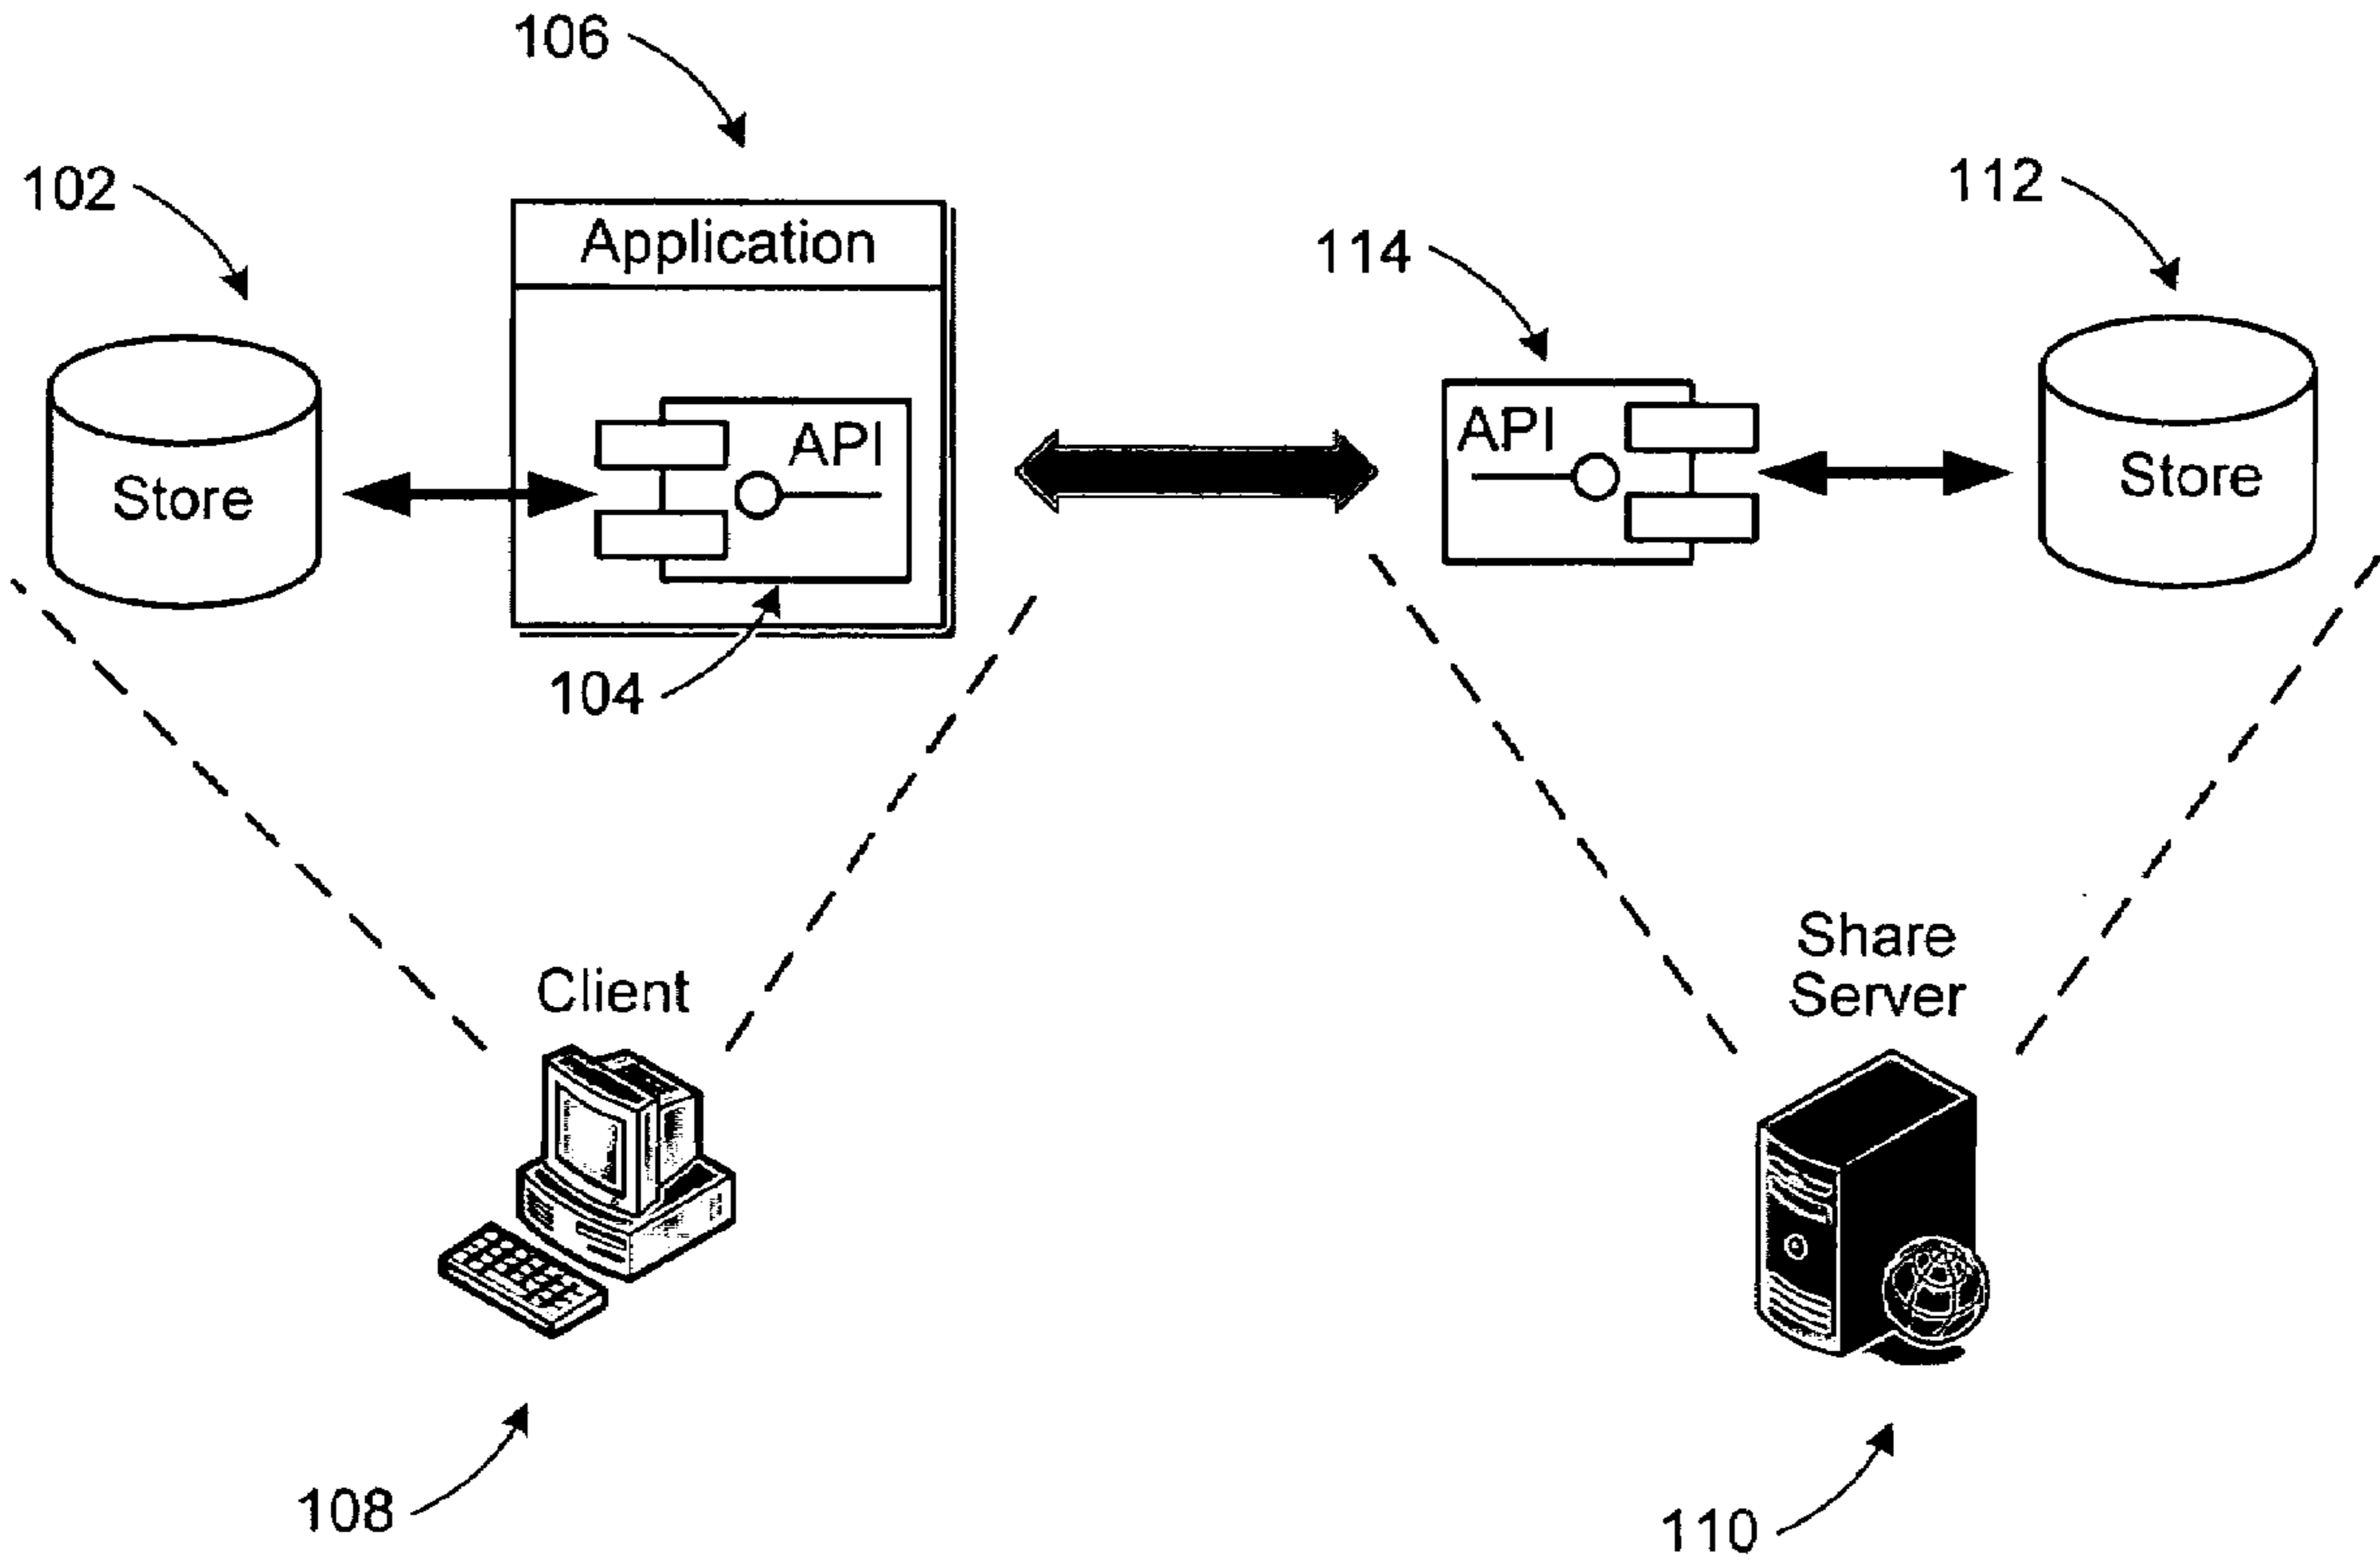 106
102
112
Application
114
API
API
Store
Store
104
Share
Server
Client
108
110